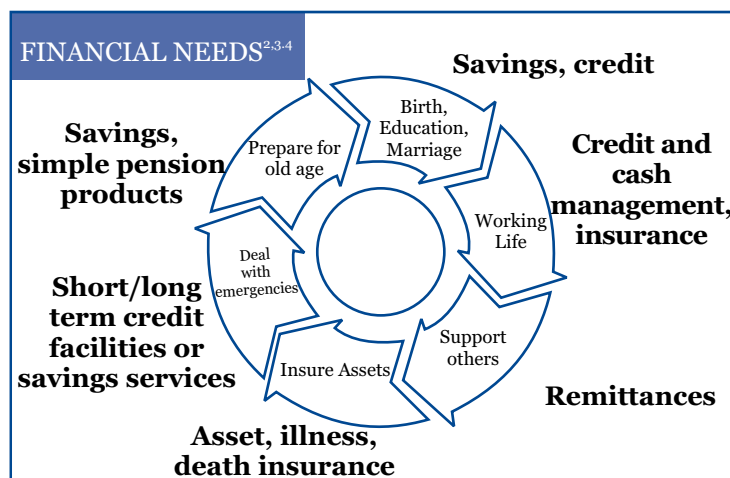 FINANCIAL NEEDS2,3.4
Savings, credit
Birth,
Education,
Marriage
Credit and
cash
management,
insurance
Working
Life
Support
others
Remittances
Insure Assets
Asset, illness,
death insurance
Deal
with
emergencies
Short/long
term credit
facilities or
savings services
Prepare for
old age
Savings,
simple pension
products